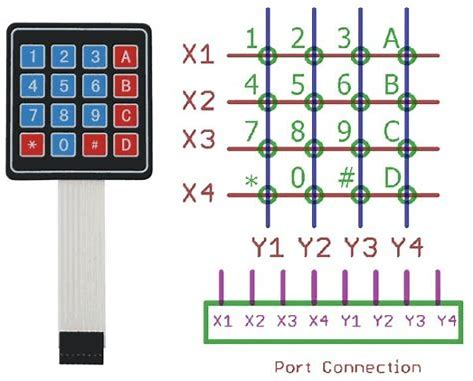 1 2 3 A
4 5 6 B
7 8 9 C
* 0 # D
X1 1 2 3 A
X2 4 5 6 B
X3 7 8 9 C
X4 * 0 # D
Y1 Y2 Y3 Y4
X1 X2 X3 X4 Y1 Y2 Y3 Y4
Port Connection